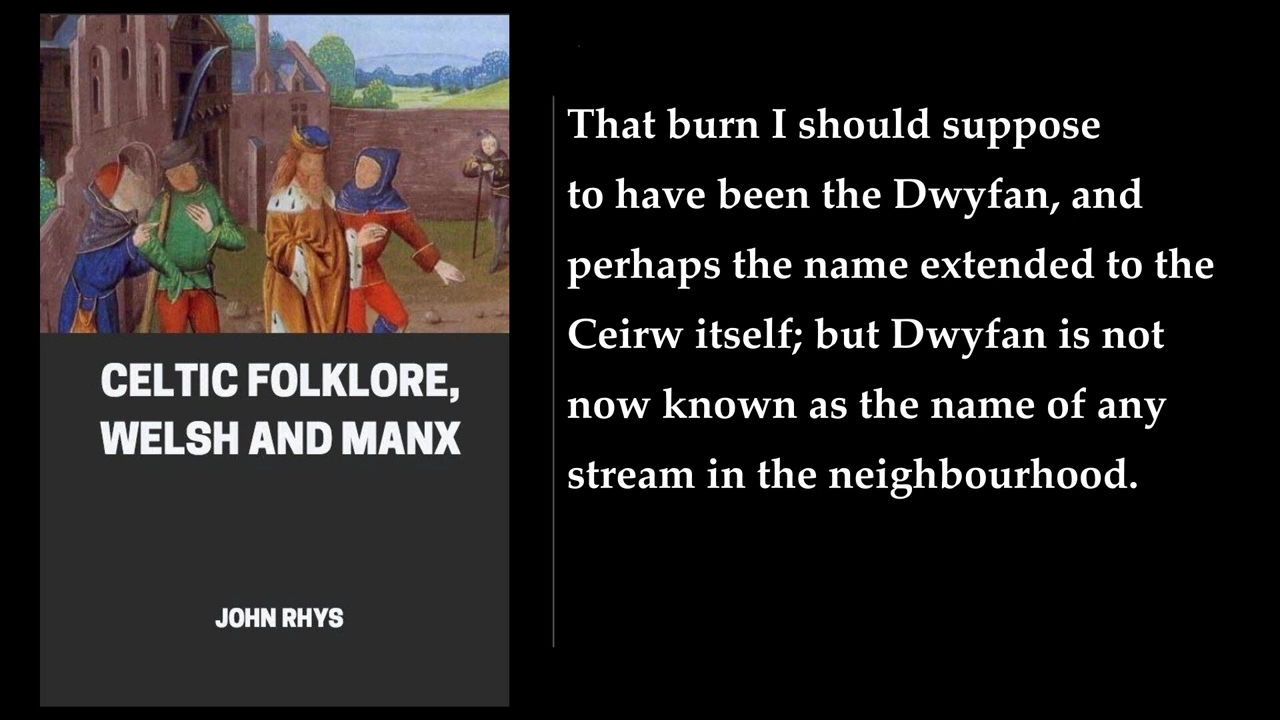 CELTIC FOLKLORE,
WELSH AND MANX
JOHN RHYS
That burn I should suppose
to have been the Dwyfan, and
perhaps the name extended to the
Ceirw itself; but Dwyfan is not
now known as the name of any
stream in the neighbourhood.